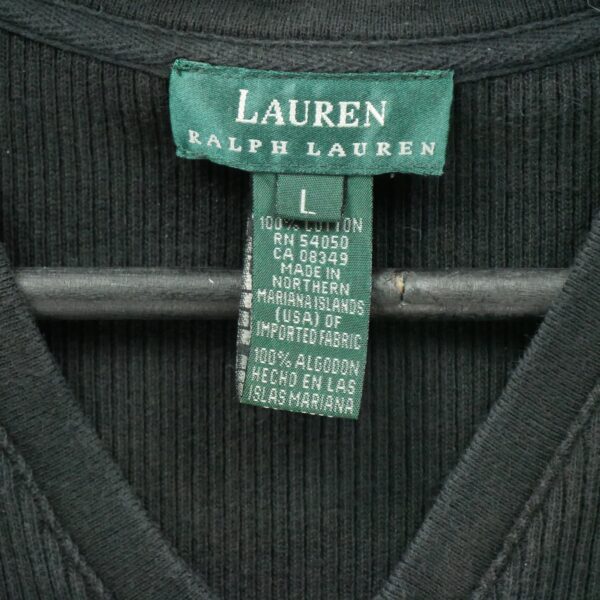 LAUREN
RALPH LAUREN
L
100% COTTON
RN 54050
CA 08349
MADE IN
NORTHERN
MARIANA ISLANDS
(USA) OF
IMPORTED FABRIC
100% ALGODON
HECHO EN LAS
ISLAS MARIANA